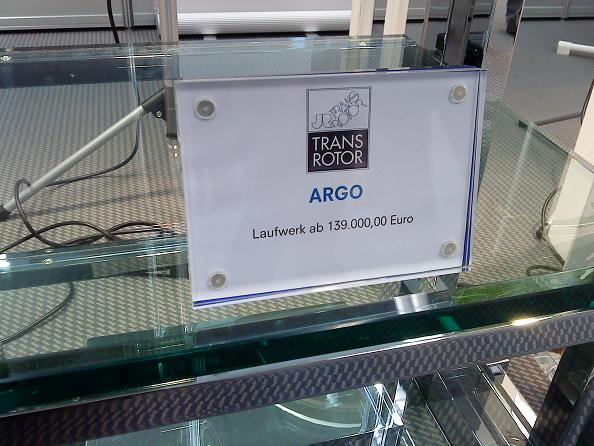 TRANS
ROTOR
ARGO
Laufwerk ab 139.000,00 Euro